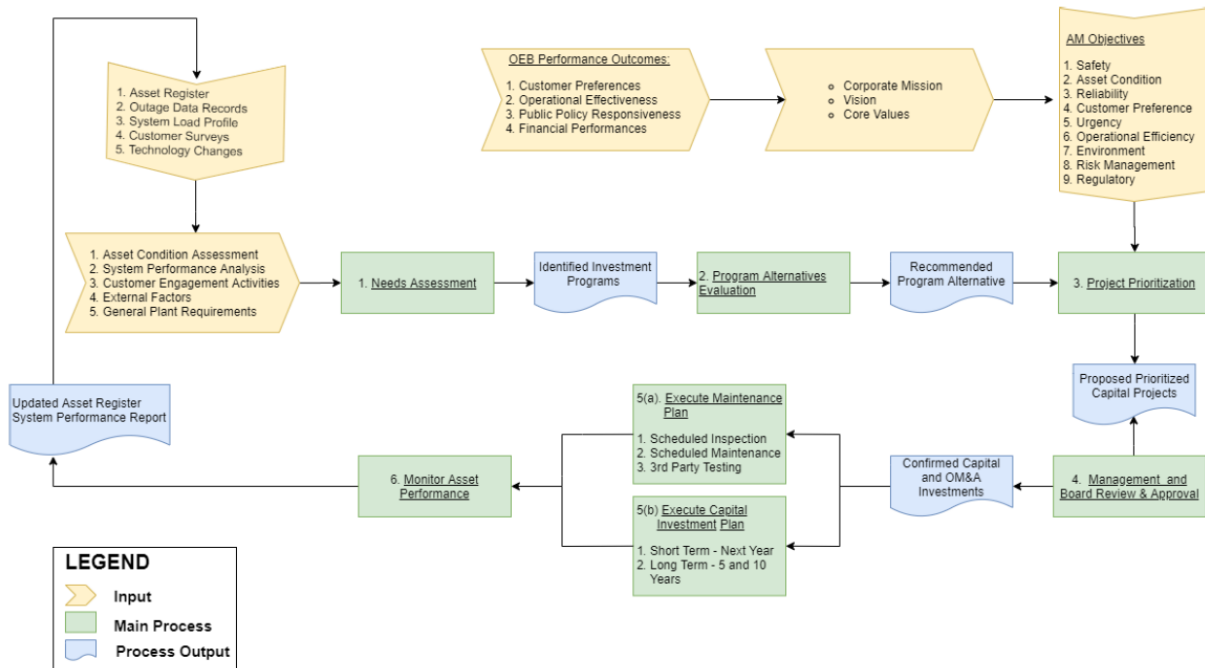 1. Asset Register
2. Outage Data Records
3. System Load Profile
4. Customer Surveys
5. Technology Changes
OEB Performance Outcomes:
1. Customer Preferences
2. Operational Effectiveness
3. Public Policy Responsiveness
4. Financial Performances
Corporate Mission
Vision
Core Values
AM Objectives
1. Safety
2. Asset Condition
3. Reliability
4. Customer Preference
5. Urgency
6. Operational Efficiency
7. Environment
8. Risk Management
9. Regulatory
1. Asset Condition Assessment
2. System Performance Analysis
3. Customer Engagement Activities
4. External Factors
5. General Plant Requirements
1. Needs Assessment
Identified Investment
Programs
2. Program Alternatives
Evaluation
Recommended
Program Alternative
3. Project Prioritization
Proposed Prioritized
Capital Projects
4. Management and
Board Review & Approval
Confirmed Capital
and OM&A
Investments
5(a). Execute Maintenance
Plan
1. Scheduled Inspection
2. Scheduled Maintenance
3. 3rd Party Testing
5(b) Execute Capital
Investment Plan
1. Short Term - Next Year
2. Long Term - 5 and 10
Years
6. Monitor Asset
Performance
Updated Asset Register
System Performance Report
LEGEND
Input
Main Process
Process Output